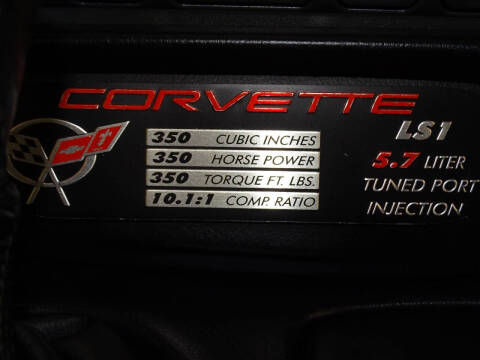 CORVETTE
350 CUBIC INCHES
350 HORSE POWER
350 TORQUE FT. LBS.
10.1:1 COMP. RATIO
LS1
5.7 LITER
TUNED PORT
INJECTION